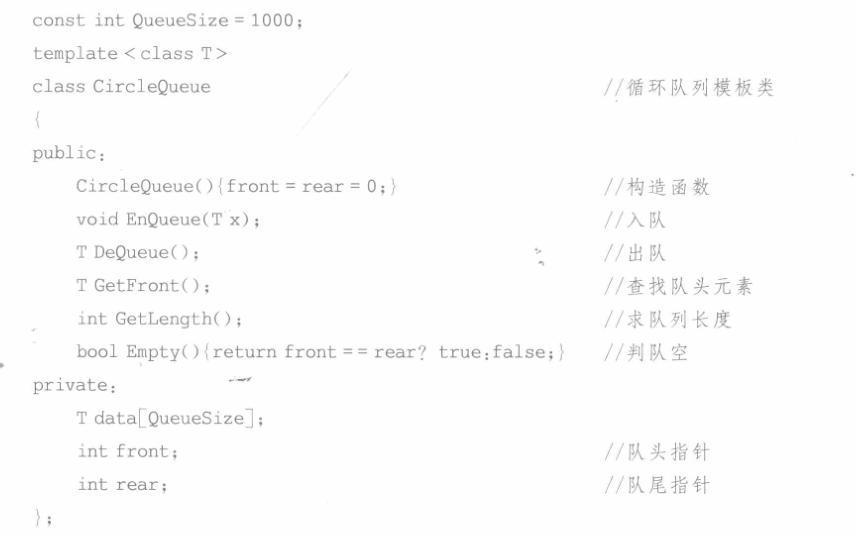 const int QueueSize = 1000;
template <class T>
class CircleQueue //循环队列模板类
{
public:
CircleQueue(){front = rear = 0;} //构造函数
void EnQueue(T x); //入队
T DeQueue(); //出队
T GetFront(); //查找队头元素
int GetLength(); //求队列长度
bool Empty(){return front == rear? true:false;} //判队空
private:
T data[QueueSize];
int front; //队头指针
int rear; //队尾指针
};